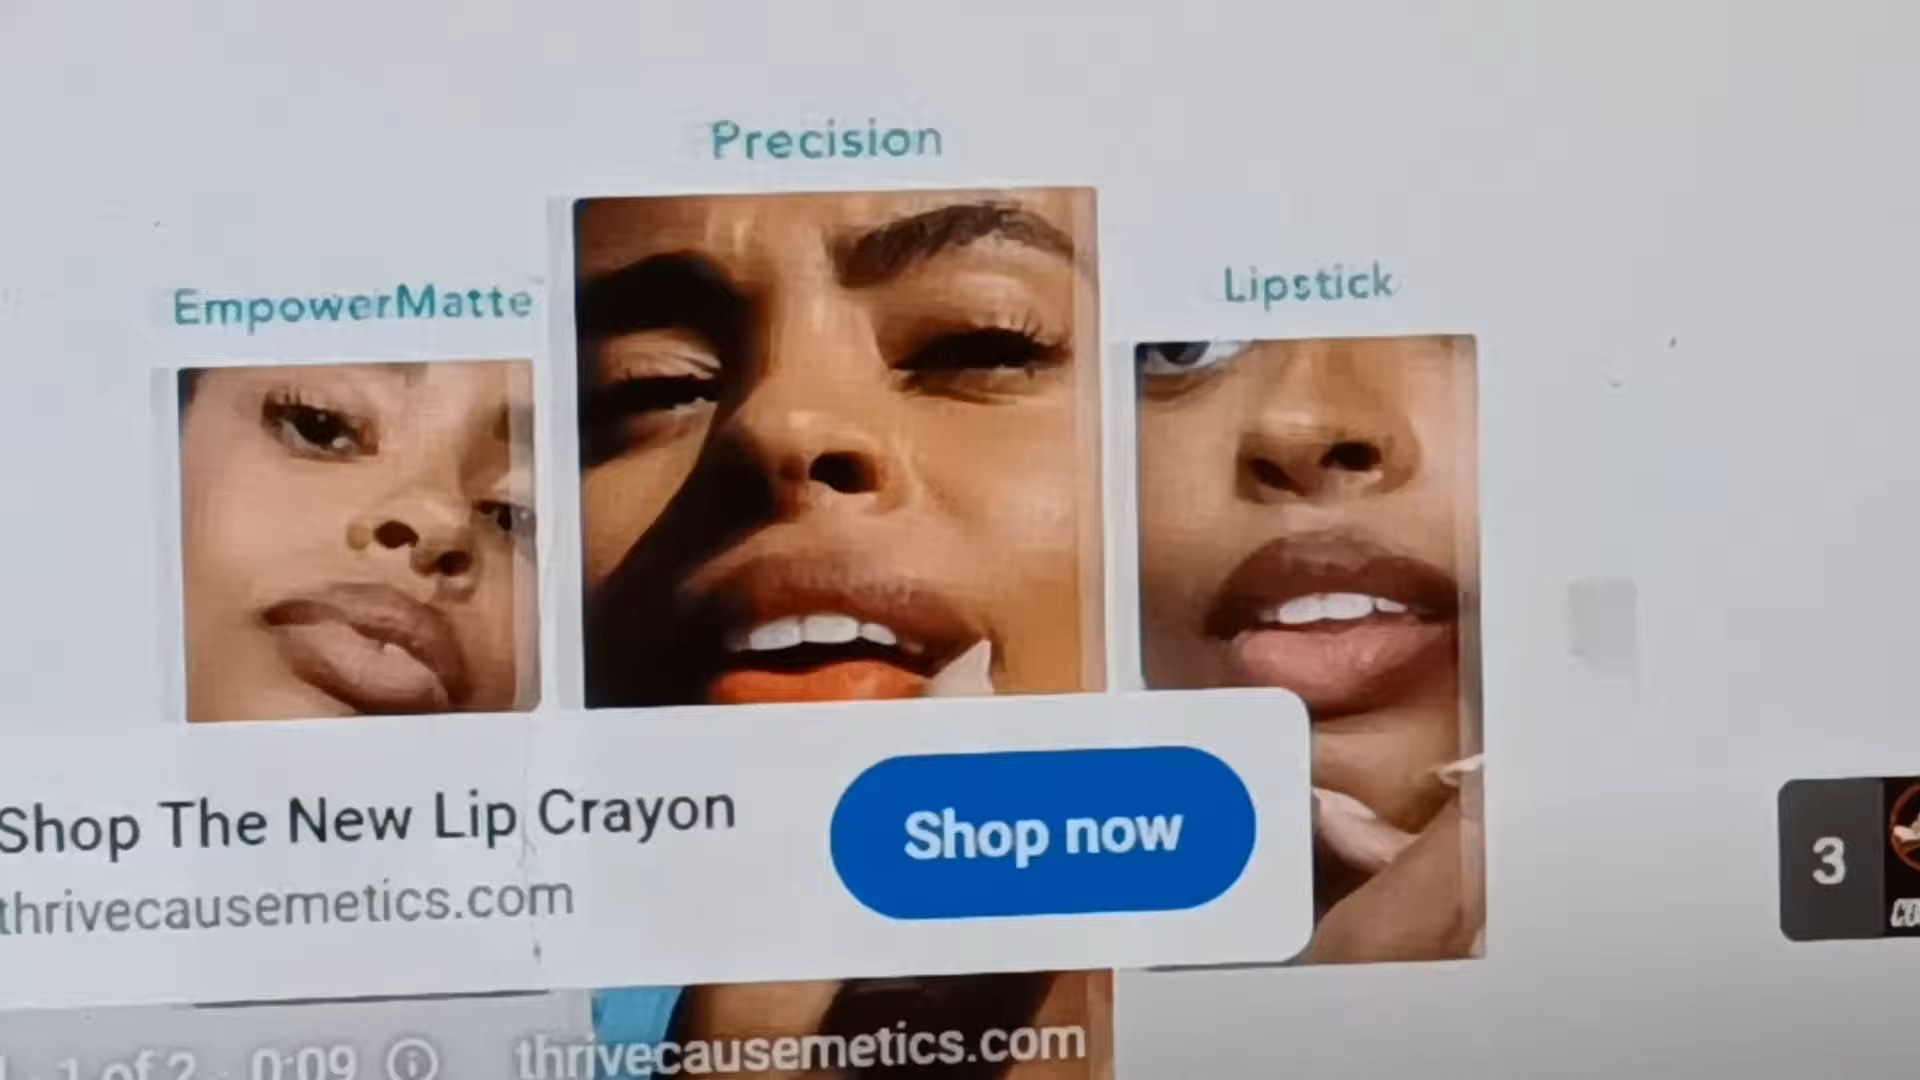 Precision
EmpowerMatte
Lipstick
Shop The New Lip Crayon
thrivecausemetics.com
Shop now
3
1 of 2 · 0:09
thrivecausemetics.com